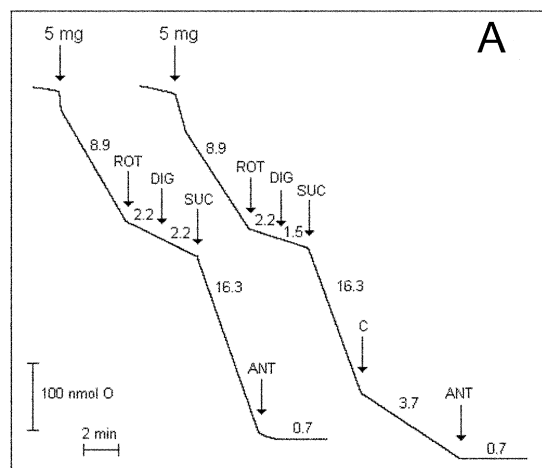 A
5 mg
5 mg
8.9
ROT
DIG
SUC
2.2
2.2
16.3
ANT
0.7
8.9
ROT
DIG
SUC
2.2
1.5
16.3
C
3.7
ANT
0.7
100 nmol O
2 min